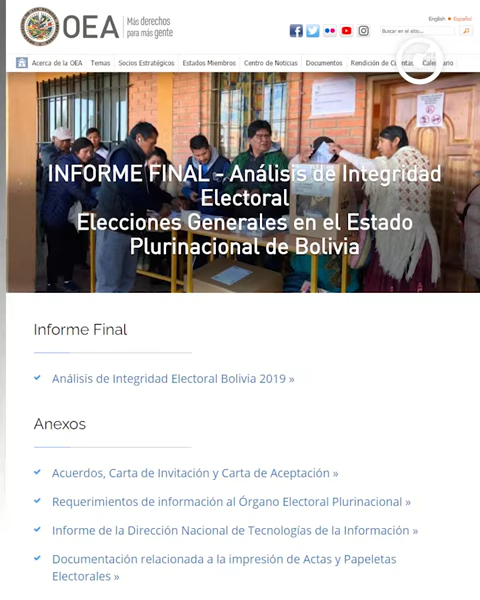 OEA
Más derechos
para más gente
English Español
Buscar en el sitio...
Acerca de la OEA Temas Socios Estratégicos Estados Miembros Centro de Noticias Documentos Rendición de Cuentas Calendario
INFORME FINAL - Análisis de Integridad
Electoral
Elecciones Generales en el Estado
Plurinacional de Bolivia
Informe Final
Análisis de Integridad Electoral Bolivia 2019 »
Anexos
Acuerdos, Carta de Invitación y Carta de Aceptación »
Requerimientos de información al Órgano Electoral Plurinacional »
Informe de la Dirección Nacional de Tecnologías de la Información »
Documentación relacionada a la impresión de Actas y Papeletas
Electorales »